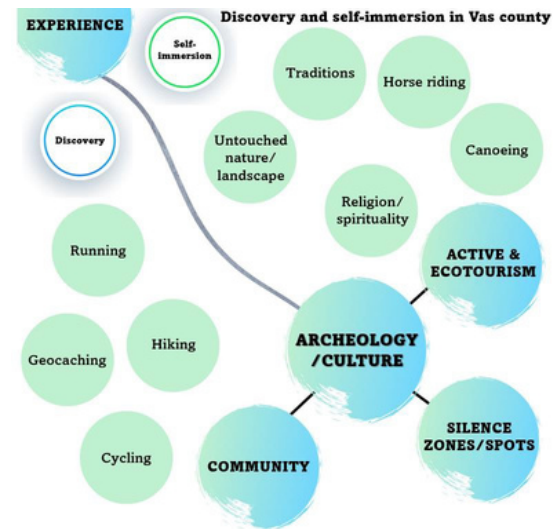 Discovery and self-immersion in Vas county
EXPERIENCE
Self-
immersion
Discovery
Traditions
Horse riding
Untouched
nature/
landscape
Canoeing
Religion/
spirituality
Running
ACTIVE &
ECOTOURISM
Geocaching
Hiking
ARCHEOLOGY
/CULTURE
Cycling
COMMUNITY
SILENCE
ZONES/SPOTS